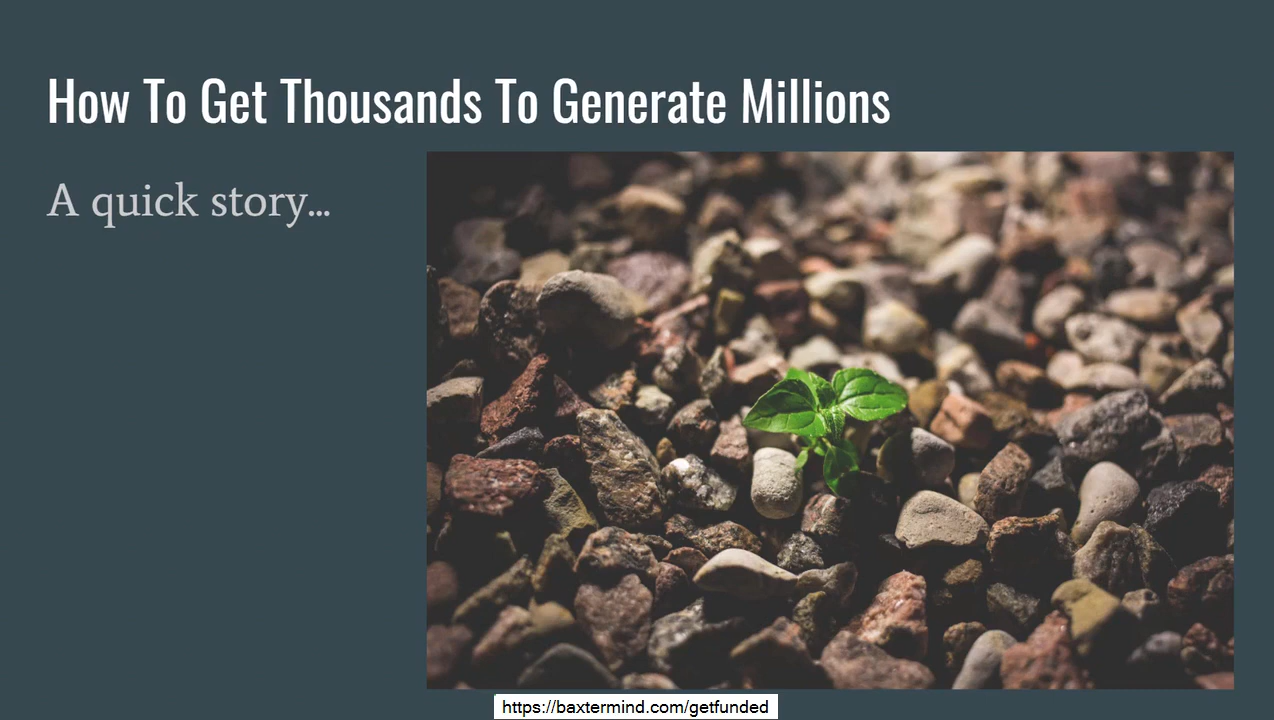 How To Get Thousands To Generate Millions
A quick story...
https://baxtermind.com/getfunded